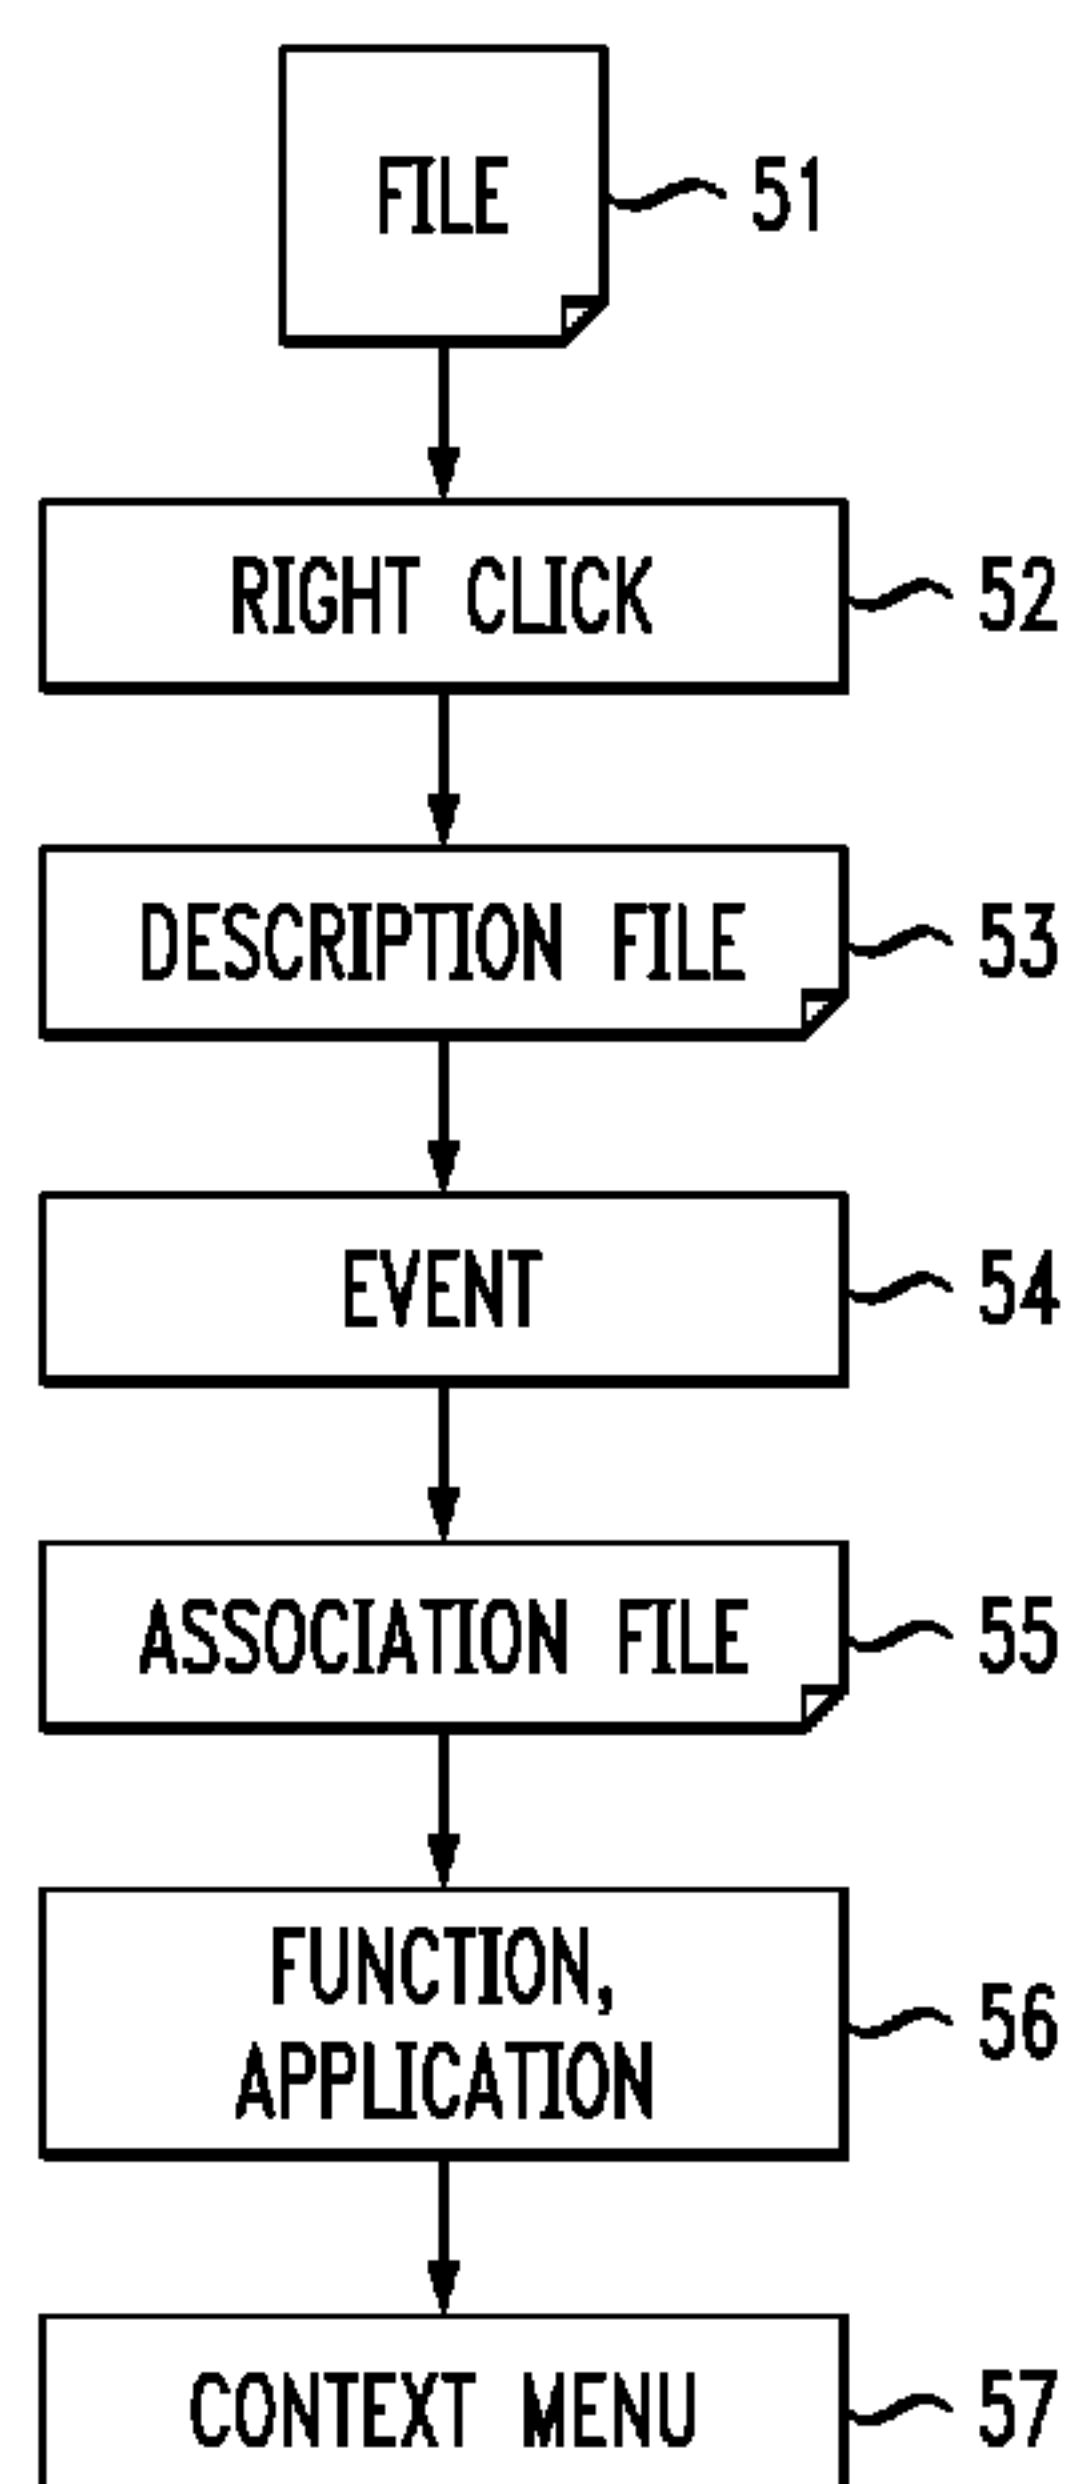 FILE 51
RIGHT CLICK 52
DESCRIPTION FILE 53
EVENT 54
ASSOCIATION FILE 55
FUNCTION,
APPLICATION 56
CONTEXT MENU 57